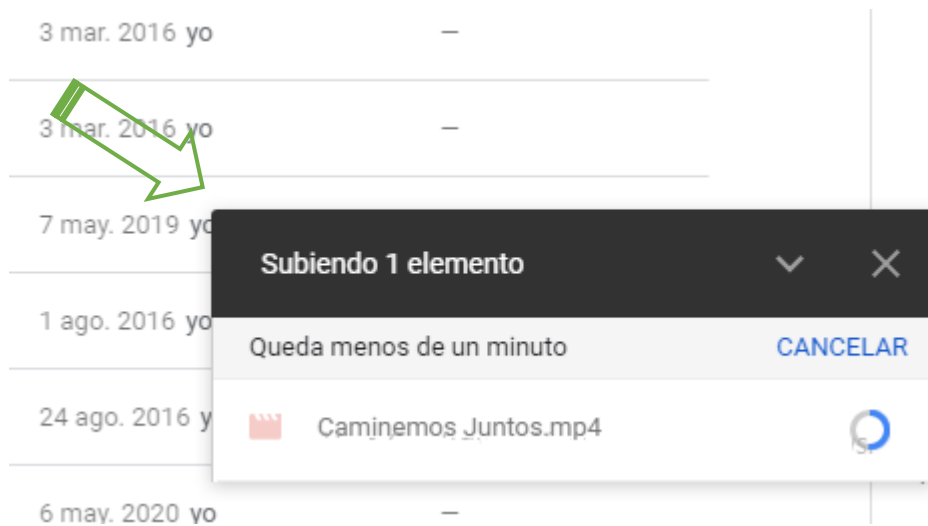 3 mar. 2016 yo —
3 mar. 2016 yo —
7 may. 2019 yo
Subiendo 1 elemento
1 ago. 2016 yo
Queda menos de un minuto CANCELAR
24 ago. 2016 y
Caminemos Juntos.mp4
6 may. 2020 yo —